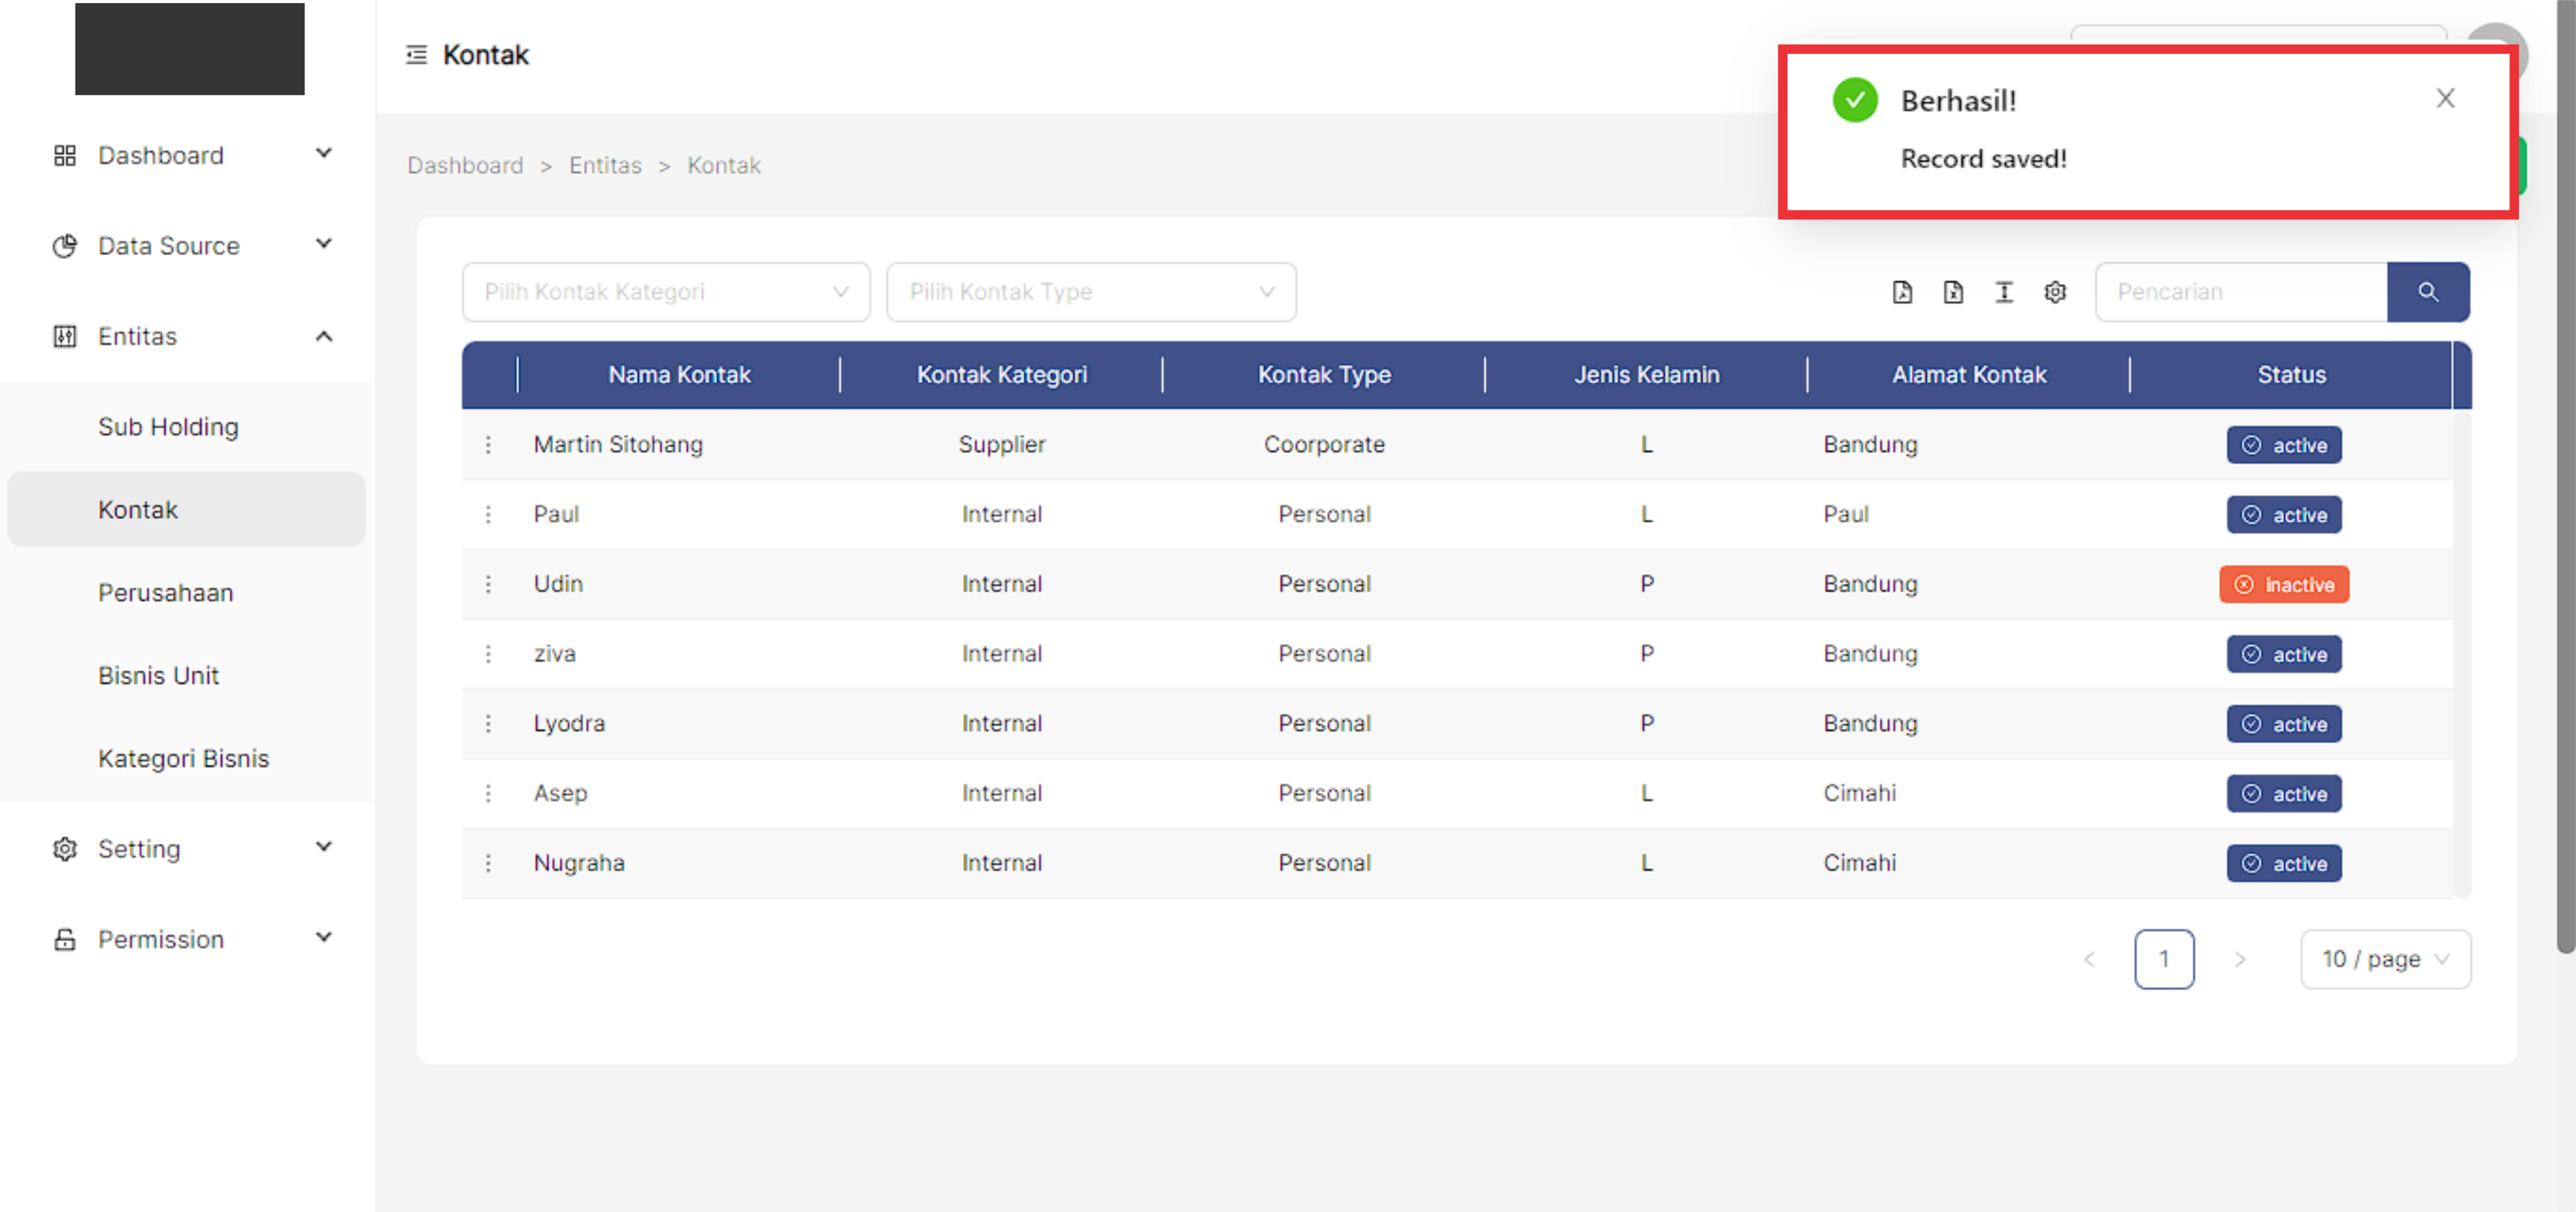 Kontak
Berhasil!
Record saved!
Dashboard
Data Source
Entitas
Sub Holding
Kontak
Perusahaan
Bisnis Unit
Kategori Bisnis
Setting
Permission
Dashboard > Entitas > Kontak
Pilih Kontak Kategori Pilih Kontak Type Pencarian
Nama Kontak Kontak Kategori Kontak Type Jenis Kelamin Alamat Kontak Status
Martin Sitohang Supplier Coorporate L Bandung active
Paul Internal Personal L Paul active
Udin Internal Personal P Bandung inactive
ziva Internal Personal P Bandung active
Lyodra Internal Personal P Bandung active
Asep Internal Personal L Cimahi active
Nugraha Internal Personal L Cimahi active
< 1 > 10 / page